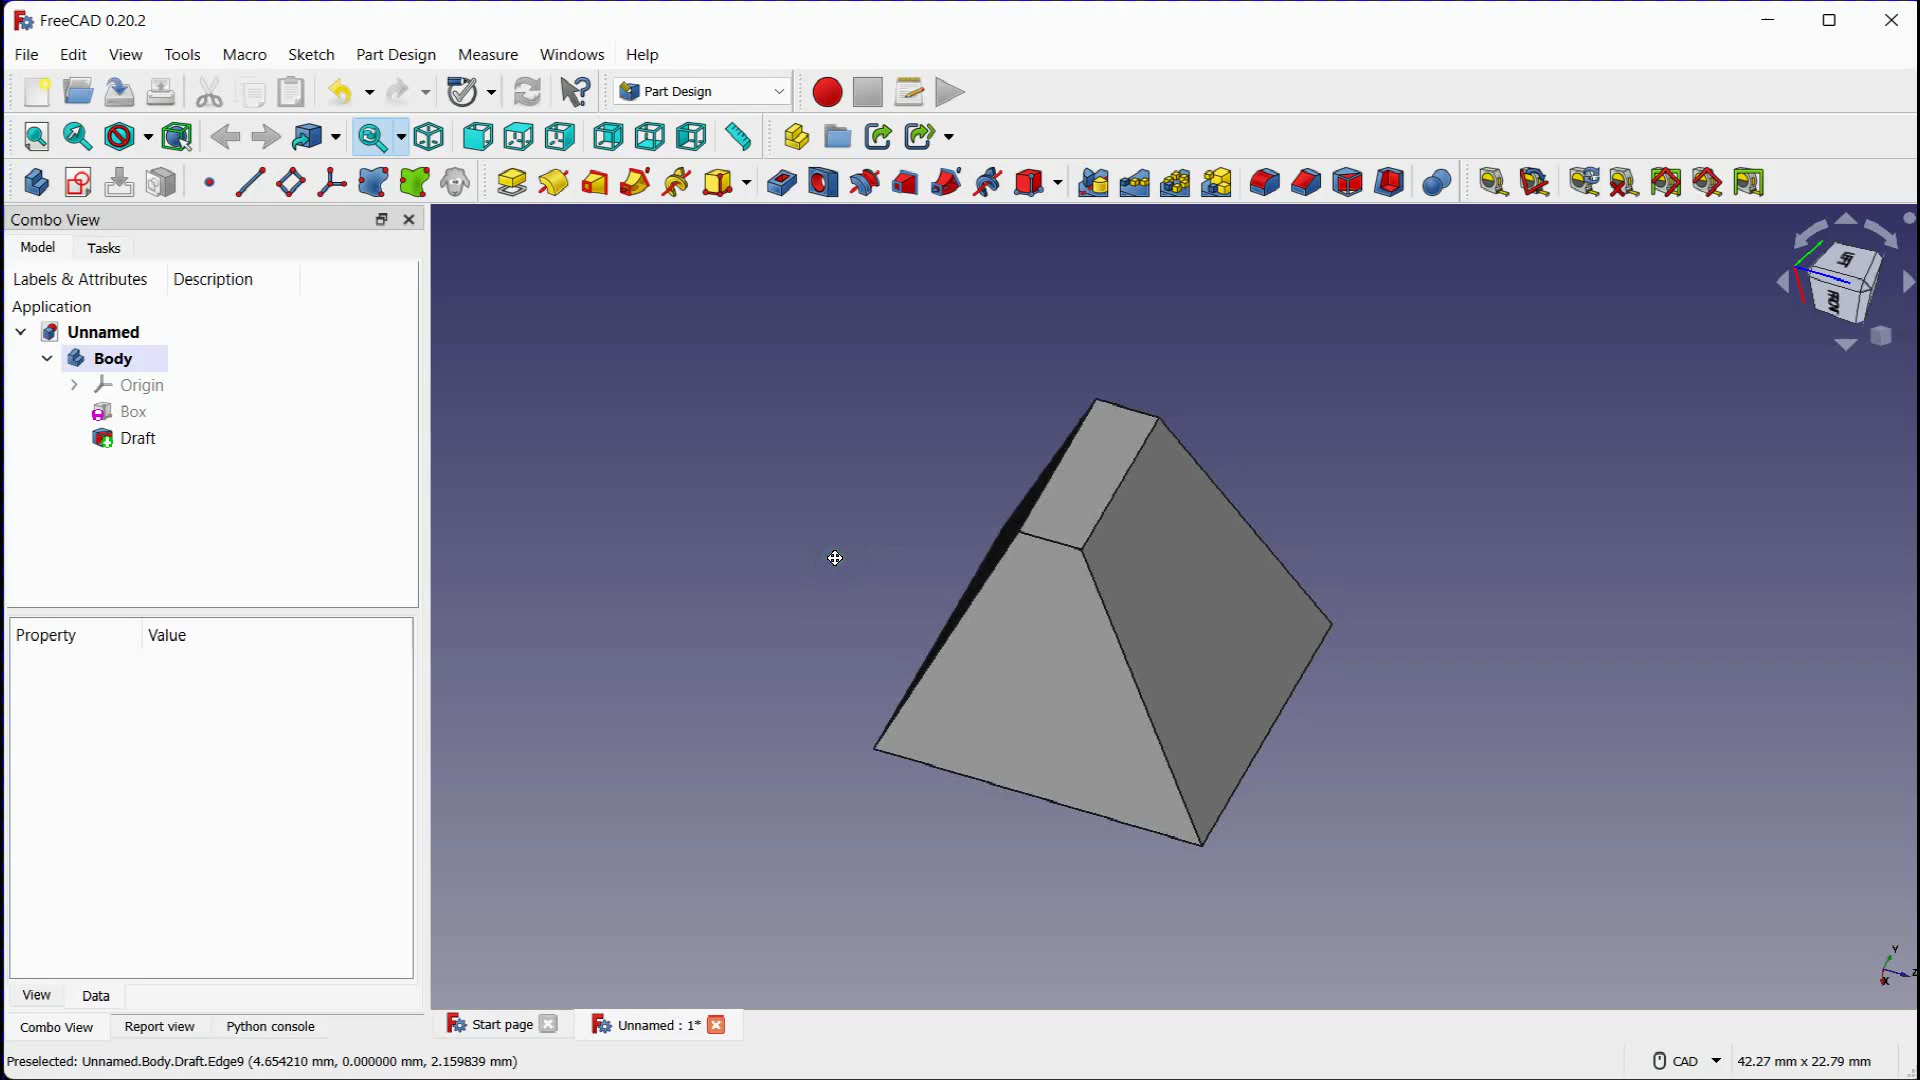 FreeCAD 0.20.2
File Edit View Tools Macro Sketch Part Design Measure Windows Help
Part Design
Combo View
Model Tasks
Labels & Attributes Description
Application
Unnamed
Body
Origin
Box
Draft
Property Value
View Data
Combo View Report view Python console
Start page Unnamed : 1*
Preselected: Unnamed.Body.Draft.Edge9 (4.654210 mm, 0.000000 mm, 2.159839 mm)
CAD 42.27 mm x 22.79 mm
Y
Z
X